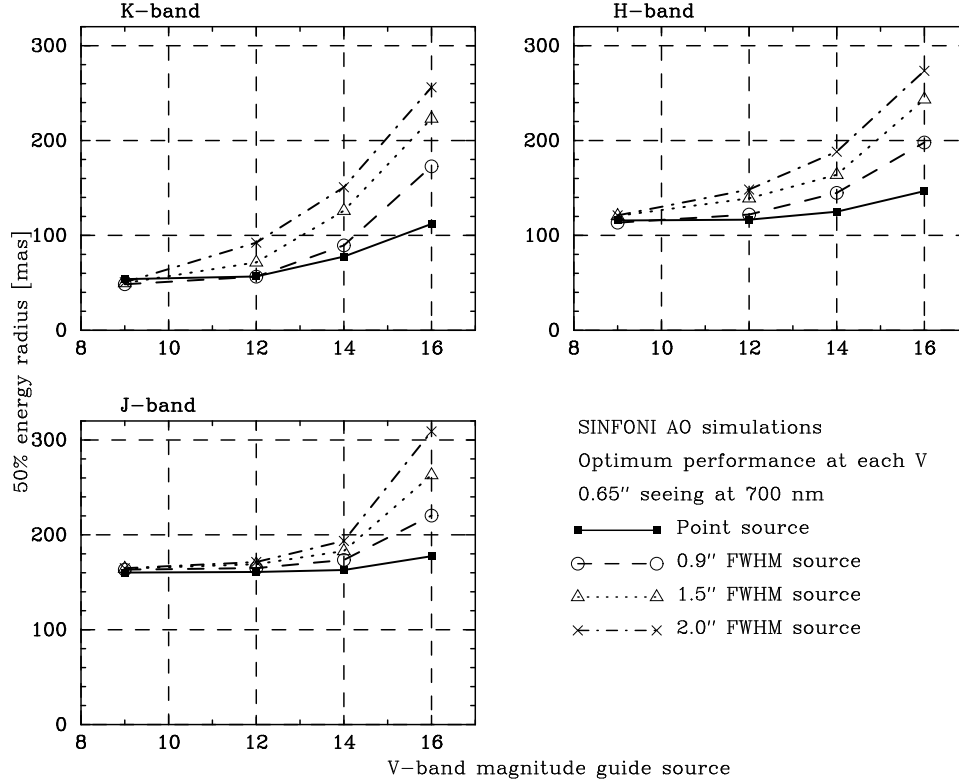 K-band
H-band
300
200
100
0
8
10
12
14
16
300
200
100
0
8
10
12
14
16
50% energy radius [mas]
J-band
300
200
100
0
8
10
12
14
16
SINFONI AO simulations
Optimum performance at each V
0.65" seeing at 700 nm
Point source
0.9" FWHM source
1.5" FWHM source
2.0" FWHM source
V-band magnitude guide source